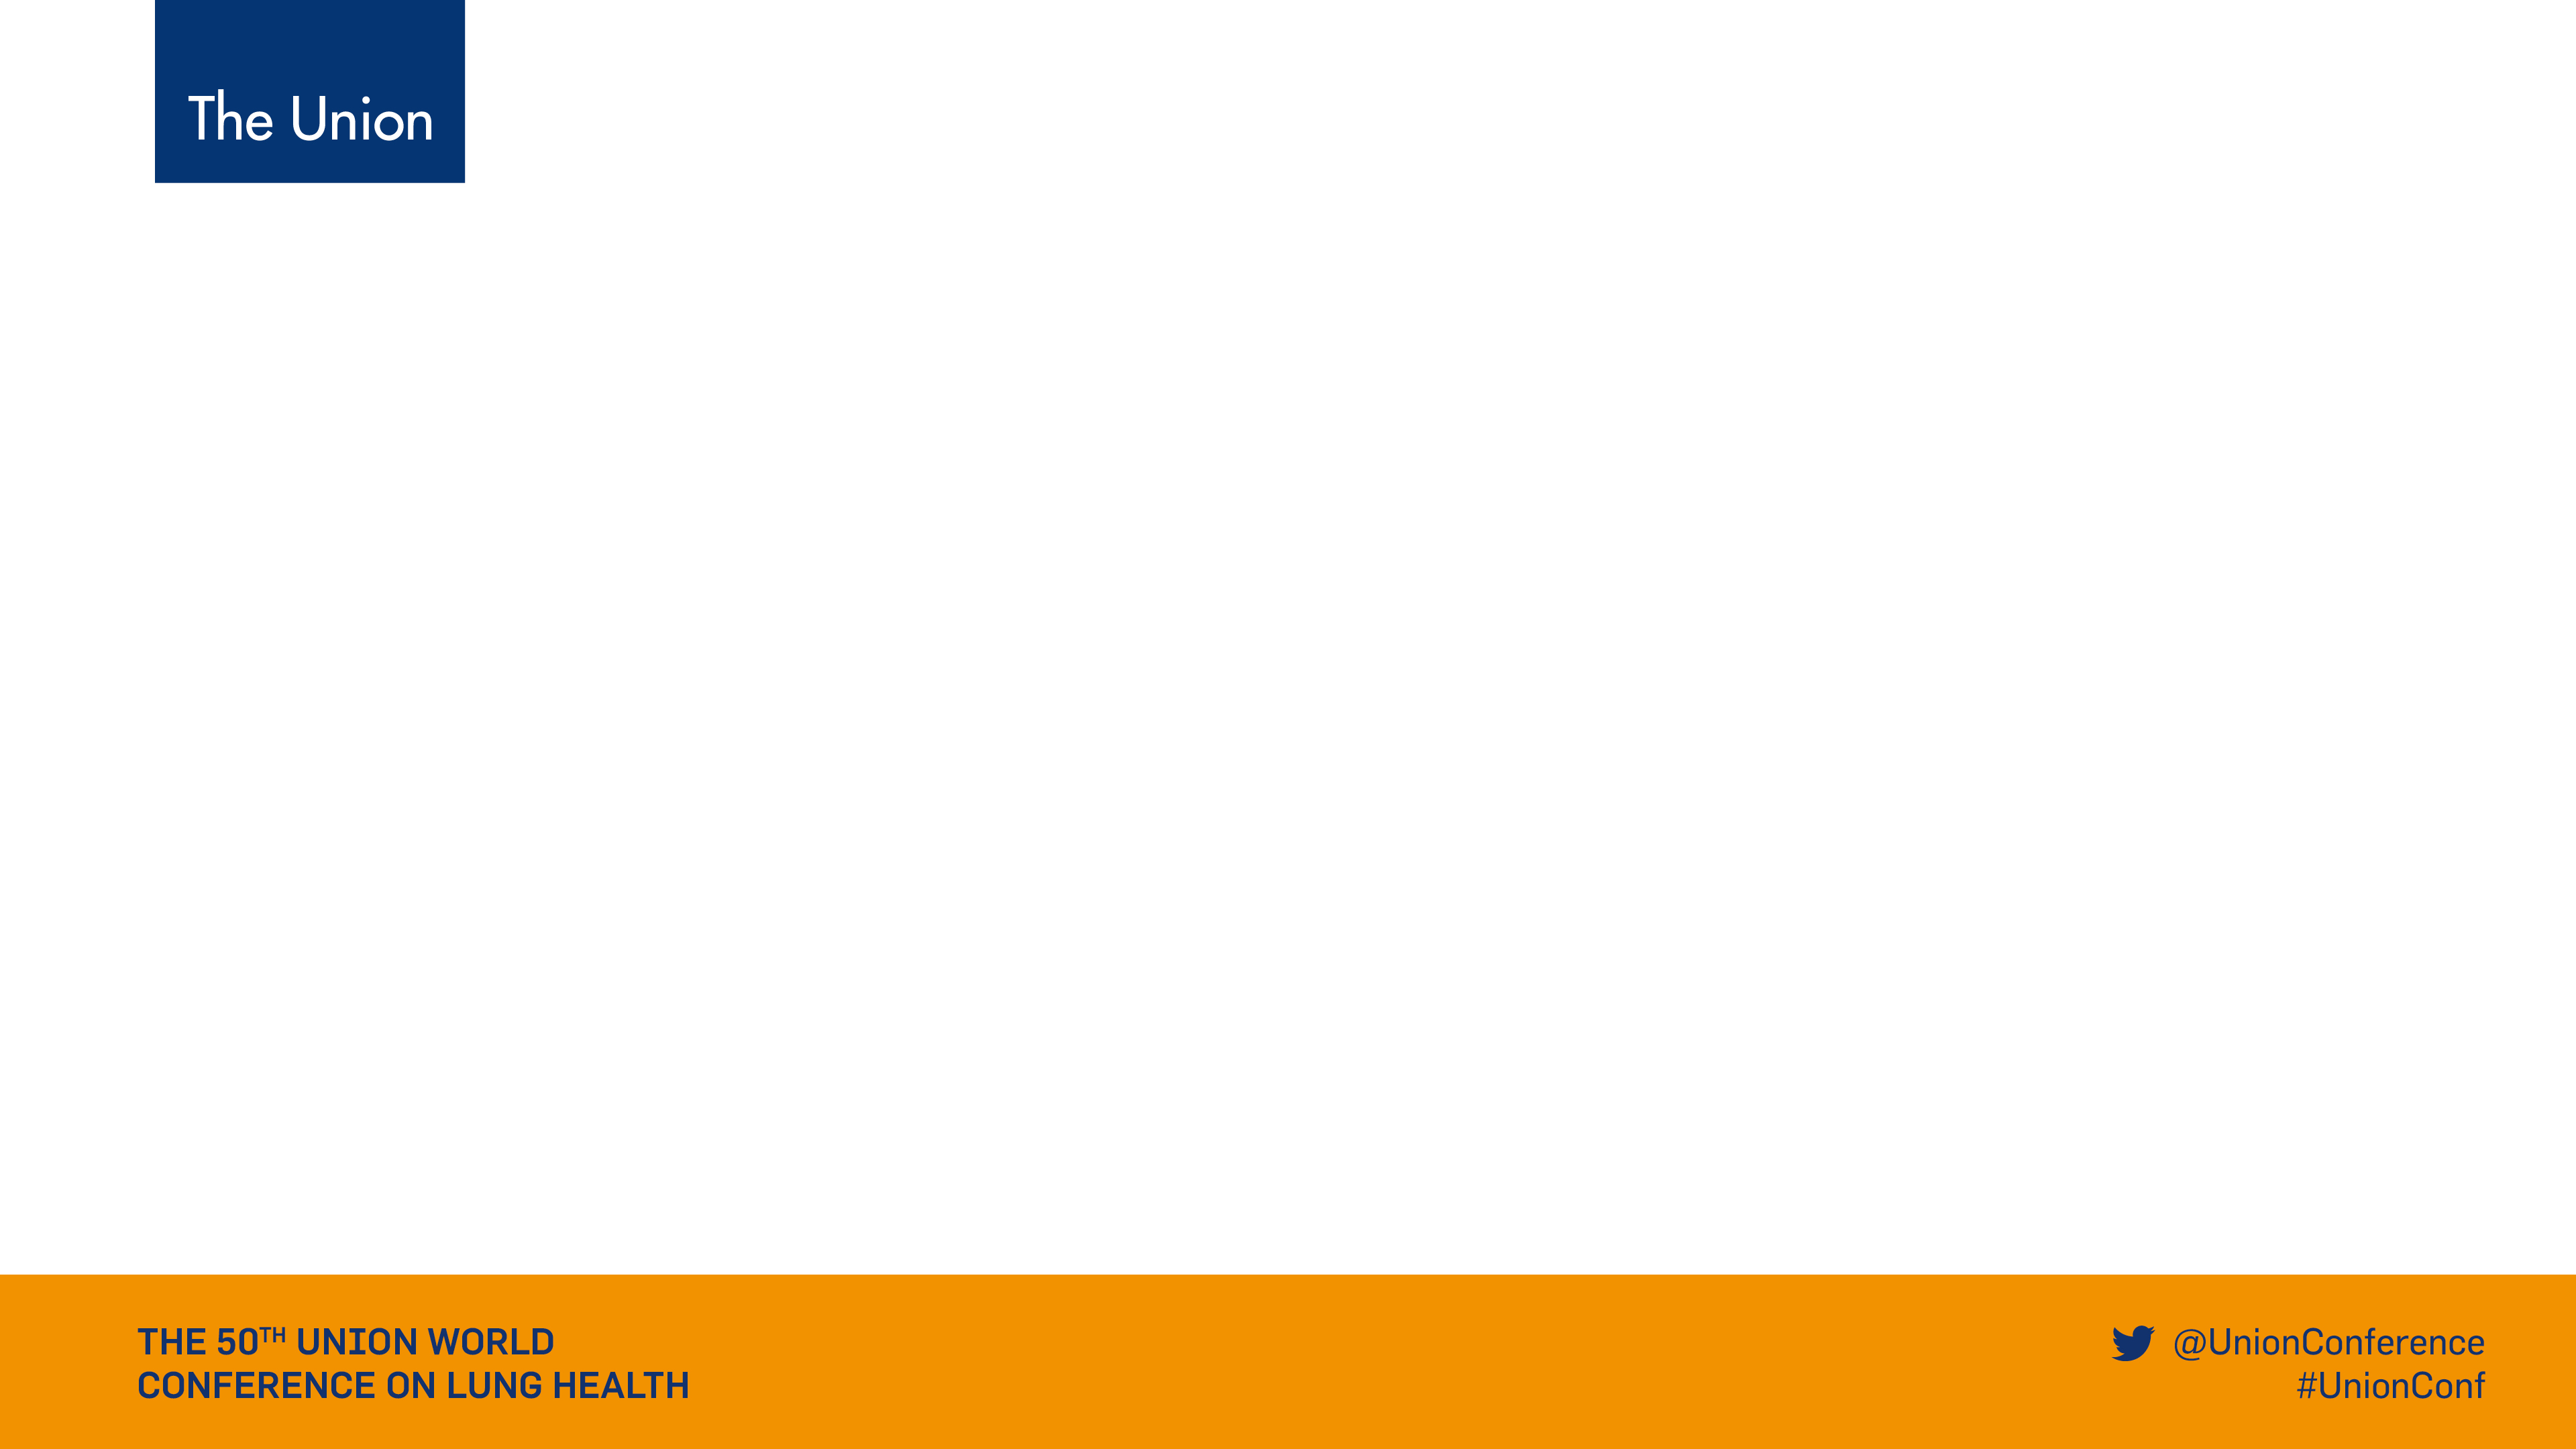 The Union
THE 50TH UNION WORLD
CONFERENCE ON LUNG HEALTH
@UnionConference
#UnionConf